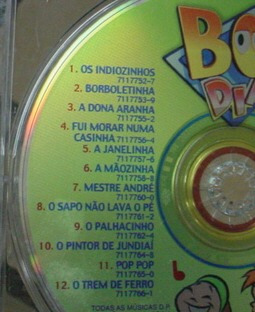 BO
DI
1. OS INDIOZINHOS
7117752-7
2. BORBOLETINHA
7117753-9
3. A DONA ARANHA
7117755-2
4. FUI MORAR NUMA
CASINHA 7117756-4
5. A JANELINHA
7117757-6
6. A MÃOZINHA
7117758-8
7. MESTRE ANDRÉ
7117760-0
8. O SAPO NÃO LAVA O PÉ
7117761-2
9. O PALHACINHO
7117762-4
10. O PINTOR DE JUNDIAÍ
7117764-8
11. POP POP
7117765-0
12. O TREM DE FERRO
7117766-1
TODAS AS MÚSICAS D.P.